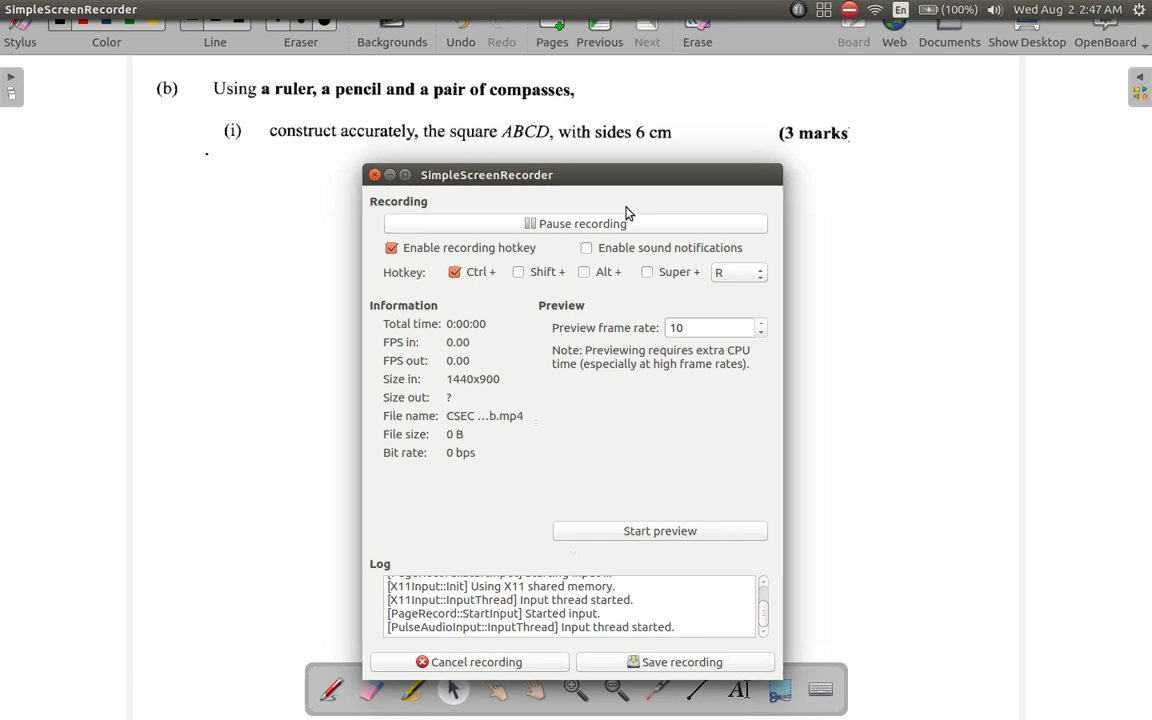 SimpleScreenRecorder
En
(100%)
Wed Aug 2 2:47 AM
Stylus
Color
Line
Eraser
Backgrounds
Undo
Redo
Pages
Previous
Next
Erase
Board
Web
Documents
Show Desktop
OpenBoard
(b) Using a ruler, a pencil and a pair of compasses,
(i) construct accurately, the square ABCD, with sides 6 cm (3 marks
SimpleScreenRecorder
Recording
Pause recording
Enable recording hotkey
Enable sound notifications
Hotkey: Ctrl + Shift + Alt + Super + R
Information
Total time: 0:00:00
FPS in: 0.00
FPS out: 0.00
Size in: 1440x900
Size out: ?
File name: CSEC ...b.mp4
File size: 0 B
Bit rate: 0 bps
Preview
Preview frame rate: 10
Note: Previewing requires extra CPU
time (especially at high frame rates).
Start preview
Log
[X11Input::Init] Using X11 shared memory.
[X11Input::InputThread] Input thread started.
[PageRecord::StartInput] Started input.
[PulseAudioInput::InputThread] Input thread started.
Cancel recording
Save recording